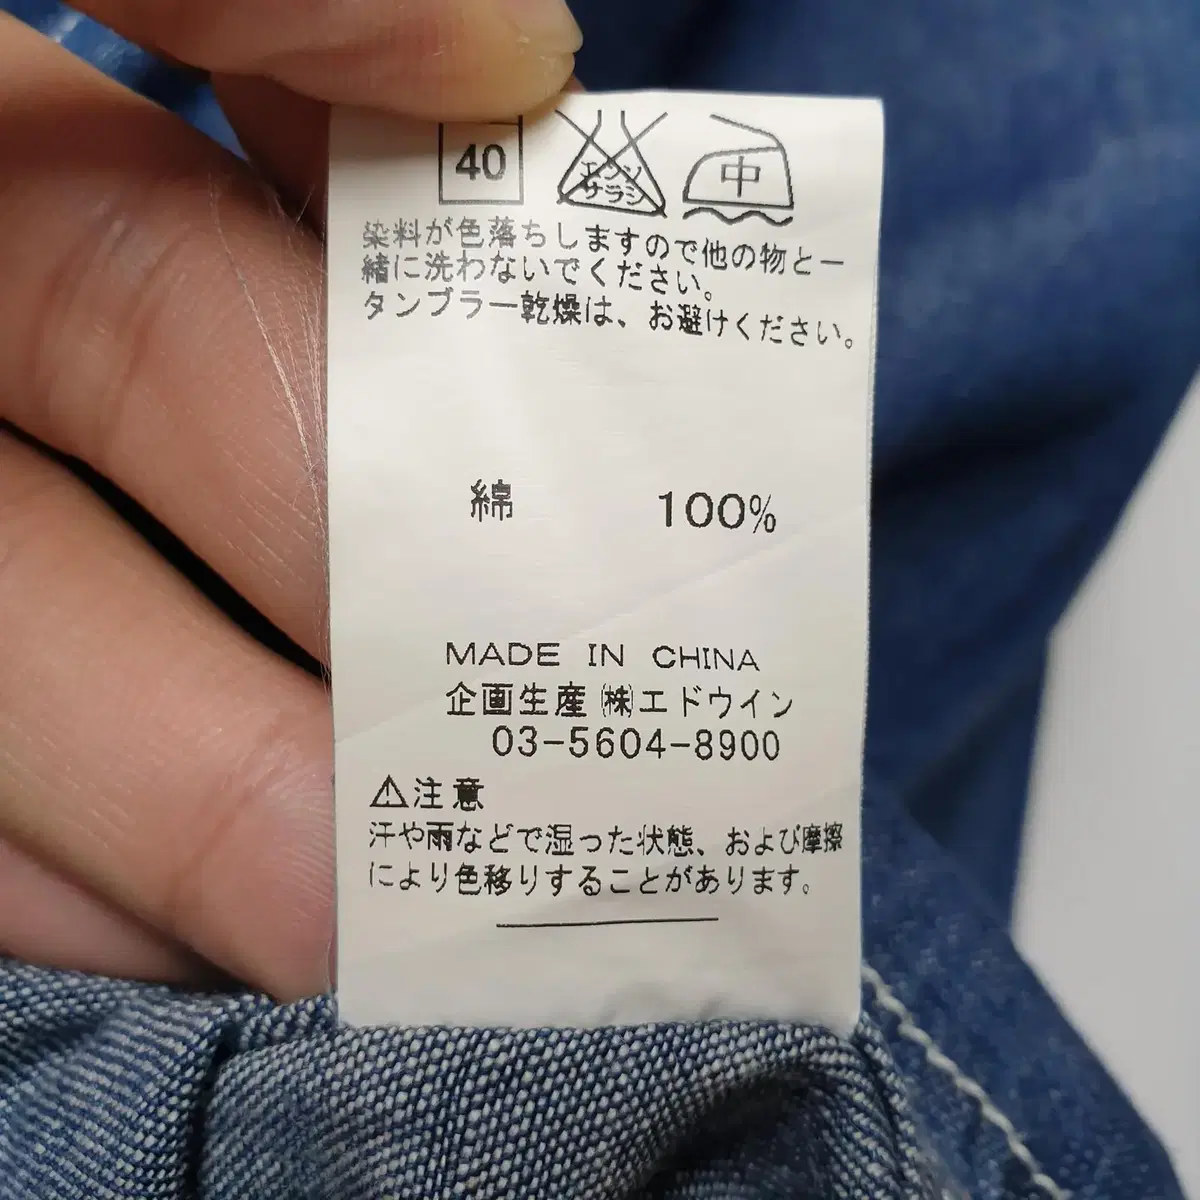 40 エンソ サラシ 中
染料が色落ちしますので他の物と一
緒に洗わないでください。
タンブラー乾燥は、お避けください。
綿 100%
MADE IN CHINA
企画生産㈱エドウイン
03-5604-8900
⚠注意
汗や雨などで湿った状態、および摩擦
により色移りすることがあります。